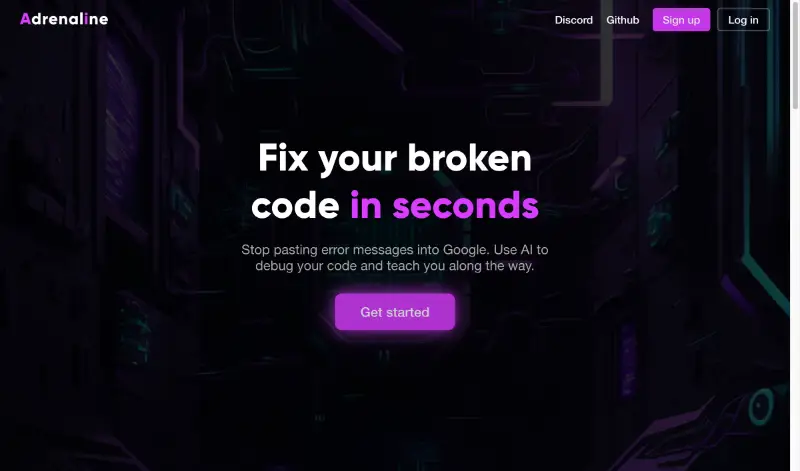 Adrenaline
Discord Github Sign up Log in
Fix your broken
code in seconds
Stop pasting error messages into Google. Use AI to
debug your code and teach you along the way.
Get started